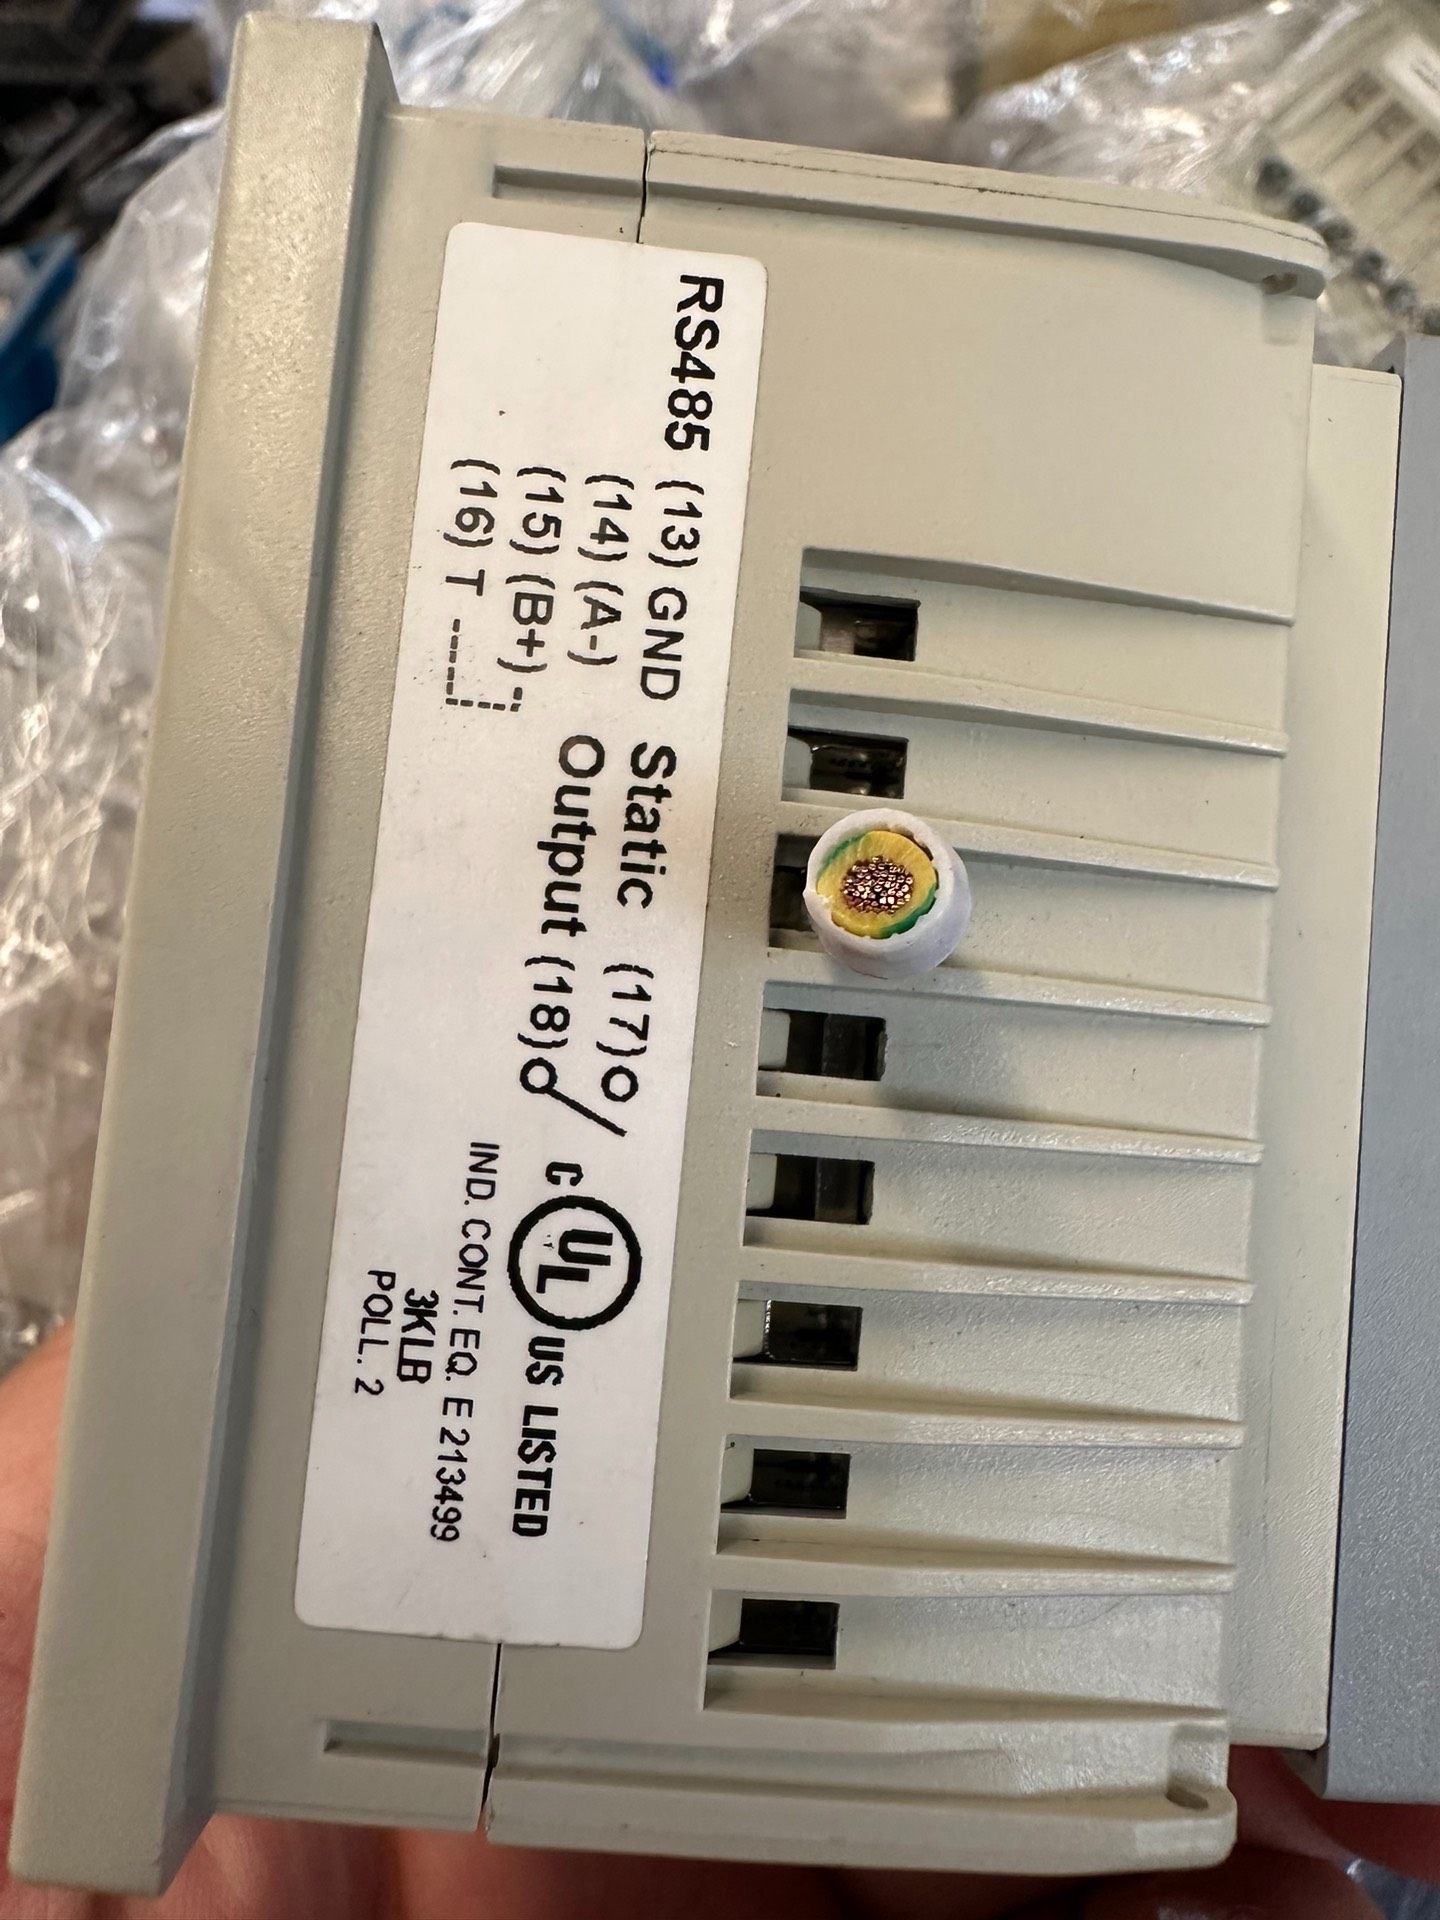 RS485 (13) GND Static (17)
(14) (A-) Output (18)
(15) (B+)
(16) T
C UL US LISTED
IND. CONT. EQ. E 213499
3KLB
POLL. 2